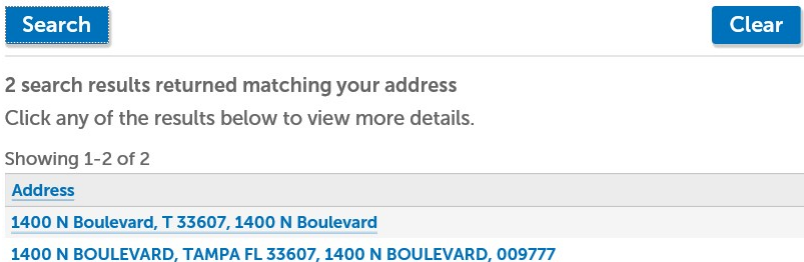 Search
Clear
2 search results returned matching your address
Click any of the results below to view more details.
Showing 1-2 of 2
Address
1400 N Boulevard, T 33607, 1400 N Boulevard
1400 N BOULEVARD, TAMPA FL 33607, 1400 N BOULEVARD, 009777